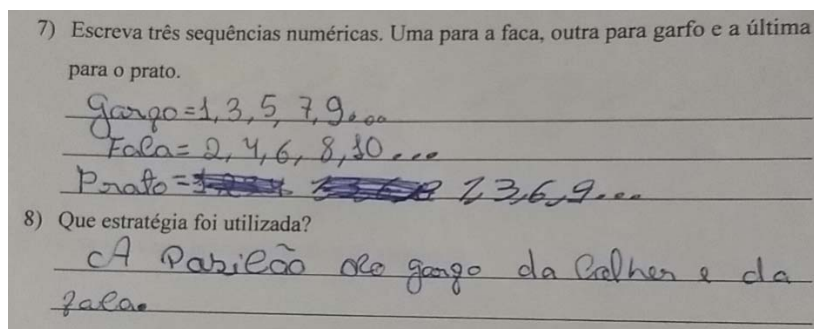 7) Escreva três sequências numéricas. Uma para a faca, outra para garfo e a última
para o prato.
Garfo = 1, 3, 5, 7, 9...
Faca = 2, 4, 6, 8, 10...
Prato = 1, 3, 6, 9...
8) Que estratégia foi utilizada?
A Posição do garfo da Colher e da
faca.